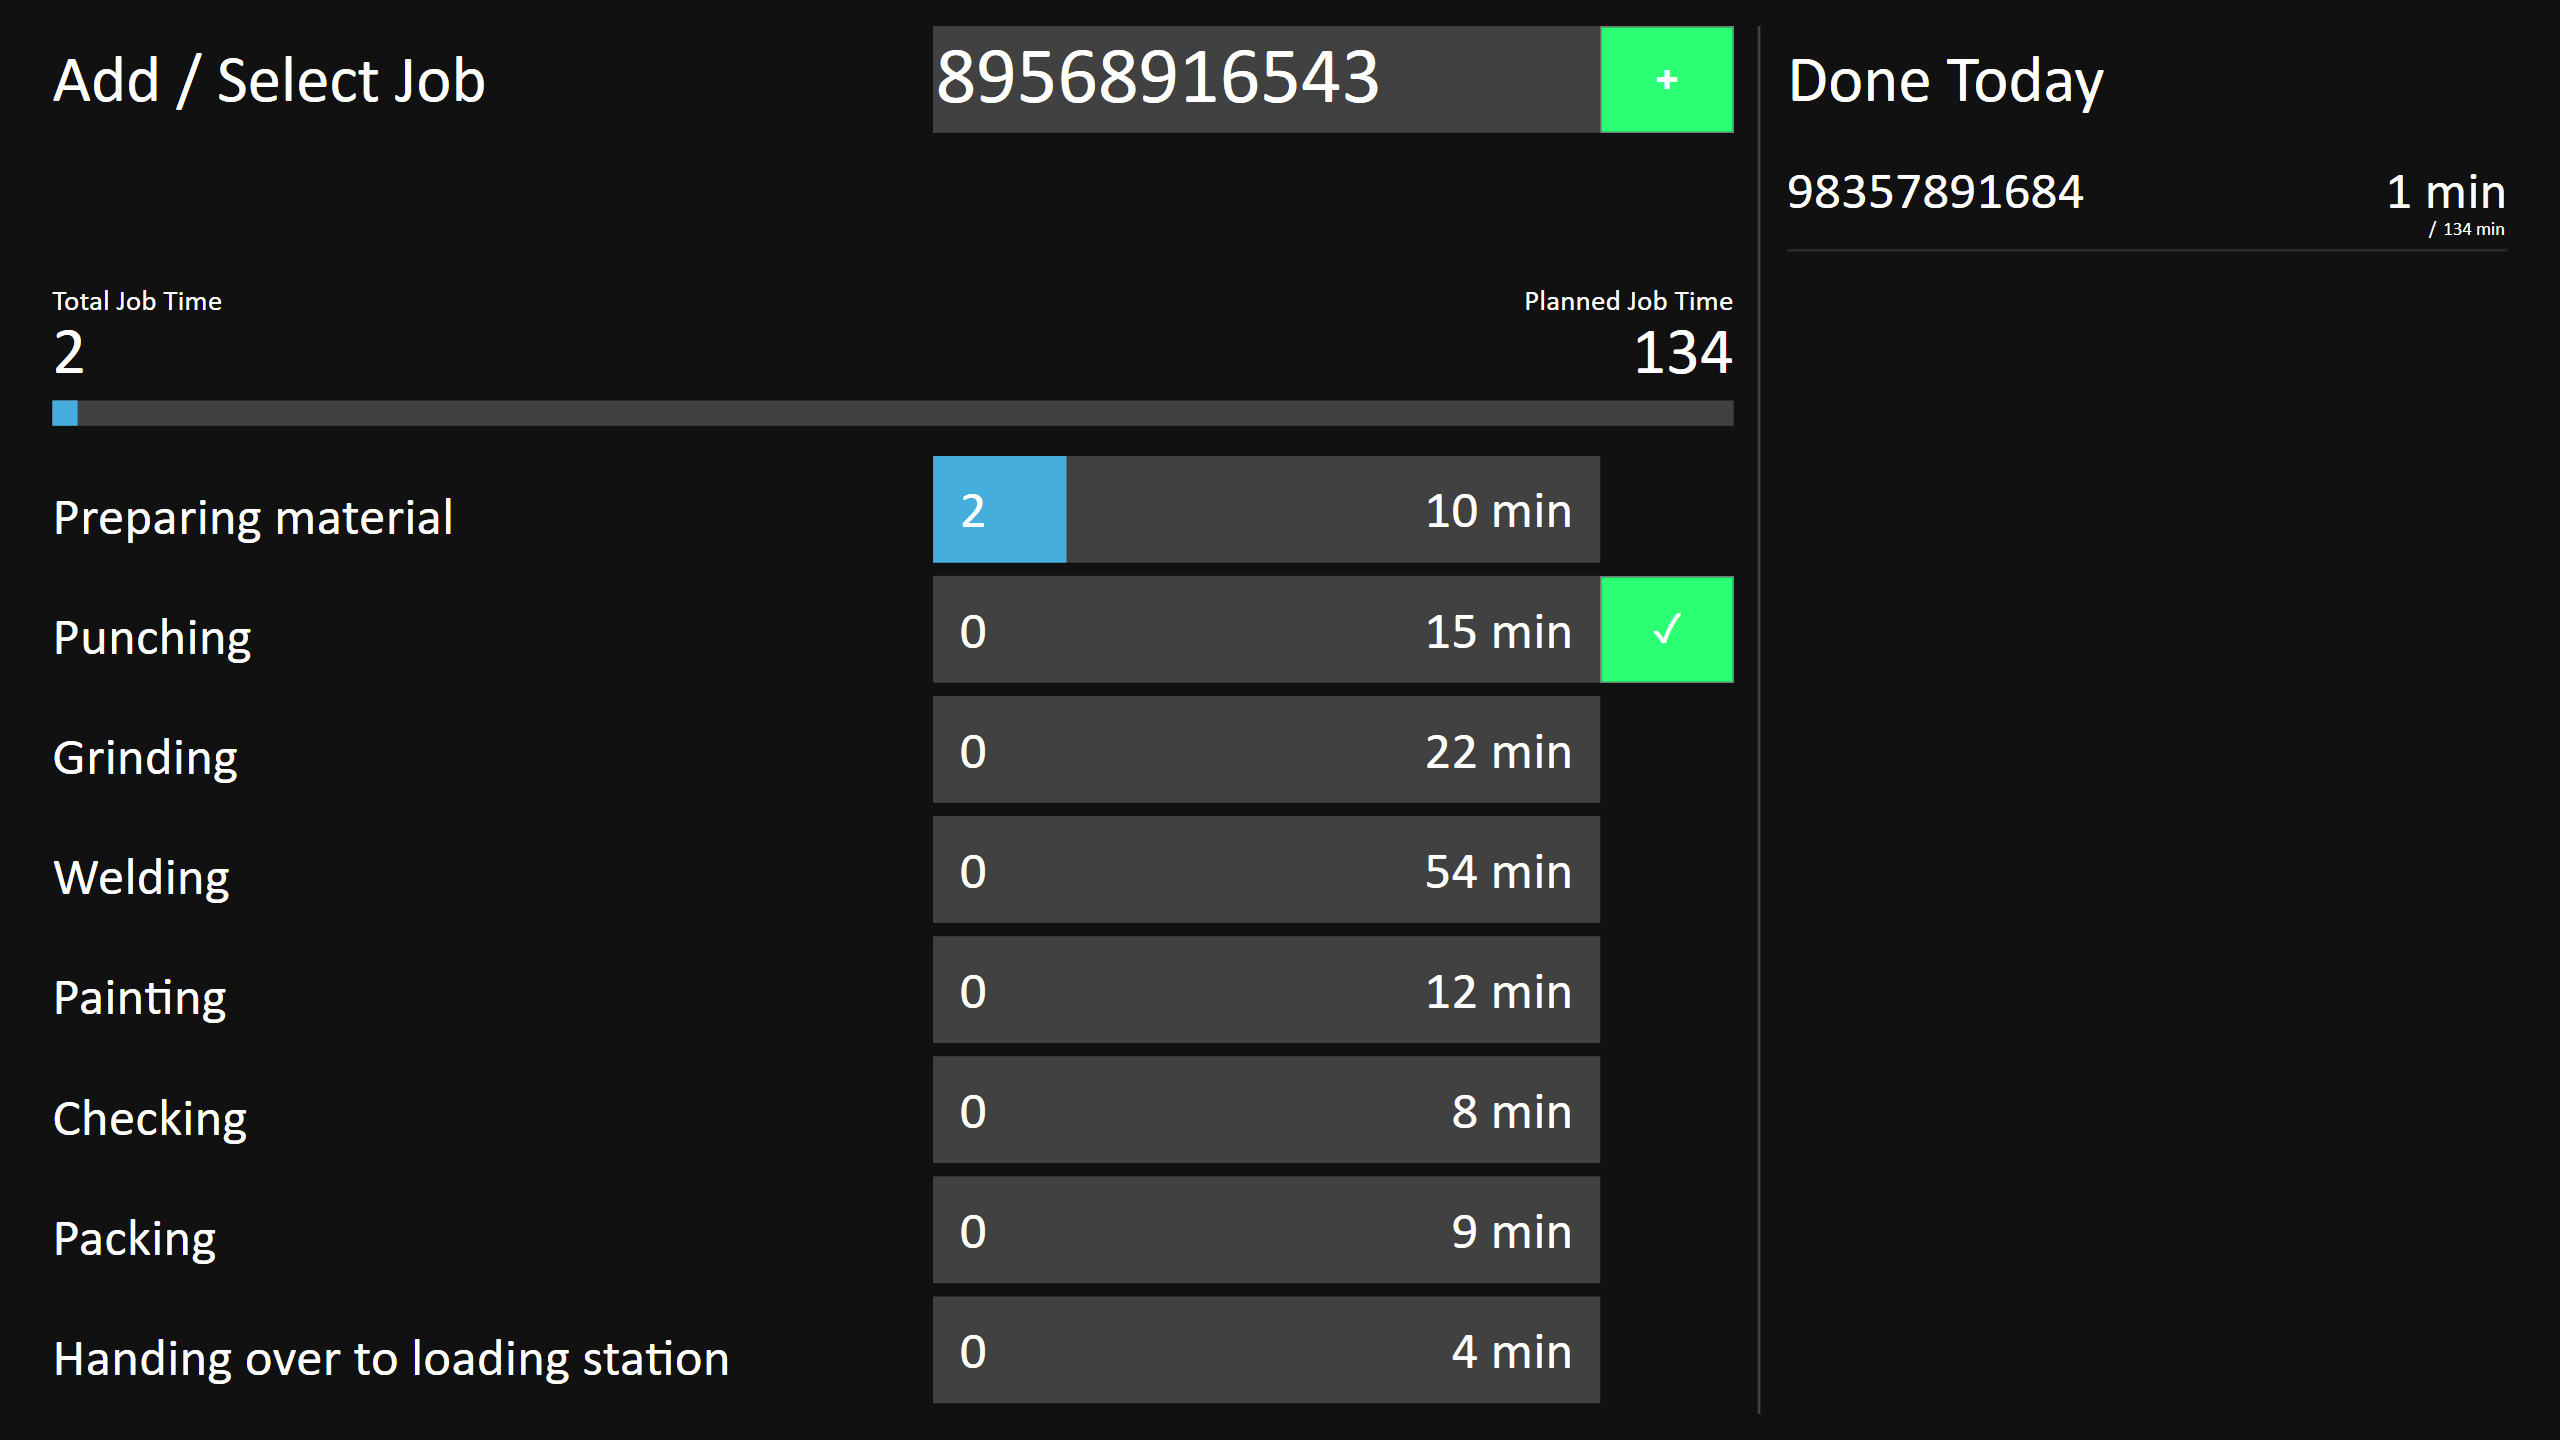 Add / Select Job
89568916543
+
Total Job Time
2
Planned Job Time
134
Preparing material
2
10 min
Punching
0
15 min
✓
Grinding
0
22 min
Welding
0
54 min
Painting
0
12 min
Checking
0
8 min
Packing
0
9 min
Handing over to loading station
0
4 min
Done Today
98357891684
1 min
/ 134 min